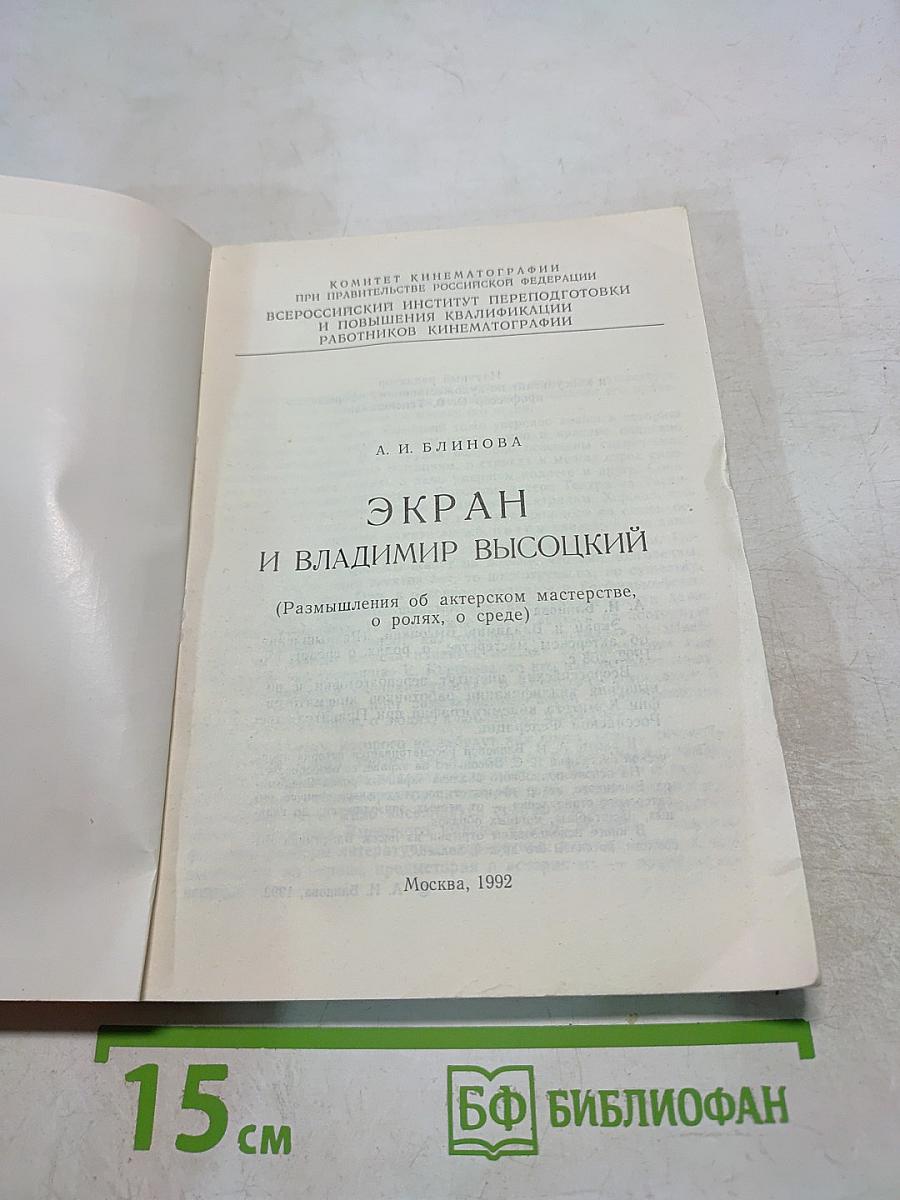 КОМИТЕТ КИНЕМАТОГРАФИИ
ПРИ ПРАВИТЕЛЬСТВЕ РОССИЙСКОЙ ФЕДЕРАЦИИ
ВСЕРОССИЙСКИЙ ИНСТИТУТ ПЕРЕПОДГОТОВКИ
И ПОВЫШЕНИЯ КВАЛИФИКАЦИИ
РАБОТНИКОВ КИНЕМАТОГРАФИИ
А. И. БЛИНОВА
ЭКРАН
И ВЛАДИМИР ВЫСОЦКИЙ
(Размышления об актерском мастерстве,
о ролях, о среде)
Москва, 1992
15 см
БФ БИБЛИОФАН